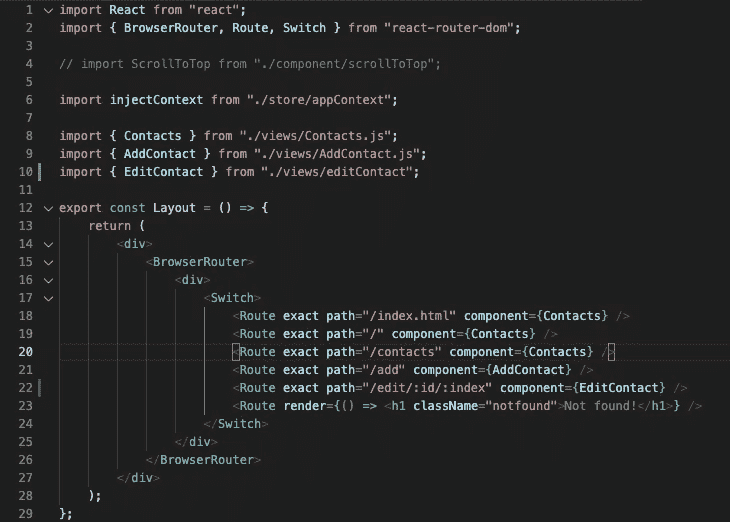 1 import React from "react";
2 import { BrowserRouter, Route, Switch } from "react-router-dom";
3
4 // import ScrollToTop from "./component/scrollToTop";
5
6 import injectContext from "./store/appContext";
7
8 import { Contacts } from "./views/Contacts.js";
9 import { AddContact } from "./views/AddContact.js";
10 import { EditContact } from "./views/editContact";
11
12 export const Layout = () => {
13     return (
14         <div>
15             <BrowserRouter>
16                 <div>
17                     <Switch>
18                         <Route exact path="/index.html" component={Contacts} />
19                         <Route exact path="/" component={Contacts} />
20                         <Route exact path="/contacts" component={Contacts} />
21                         <Route exact path="/add" component={AddContact} />
22                         <Route exact path="/edit/:id/:index" component={EditContact} />
23                         <Route render={() => <h1 className="notfound">Not found!</h1>} />
24                     </Switch>
25                 </div>
26             </BrowserRouter>
27         </div>
28     );
29 };